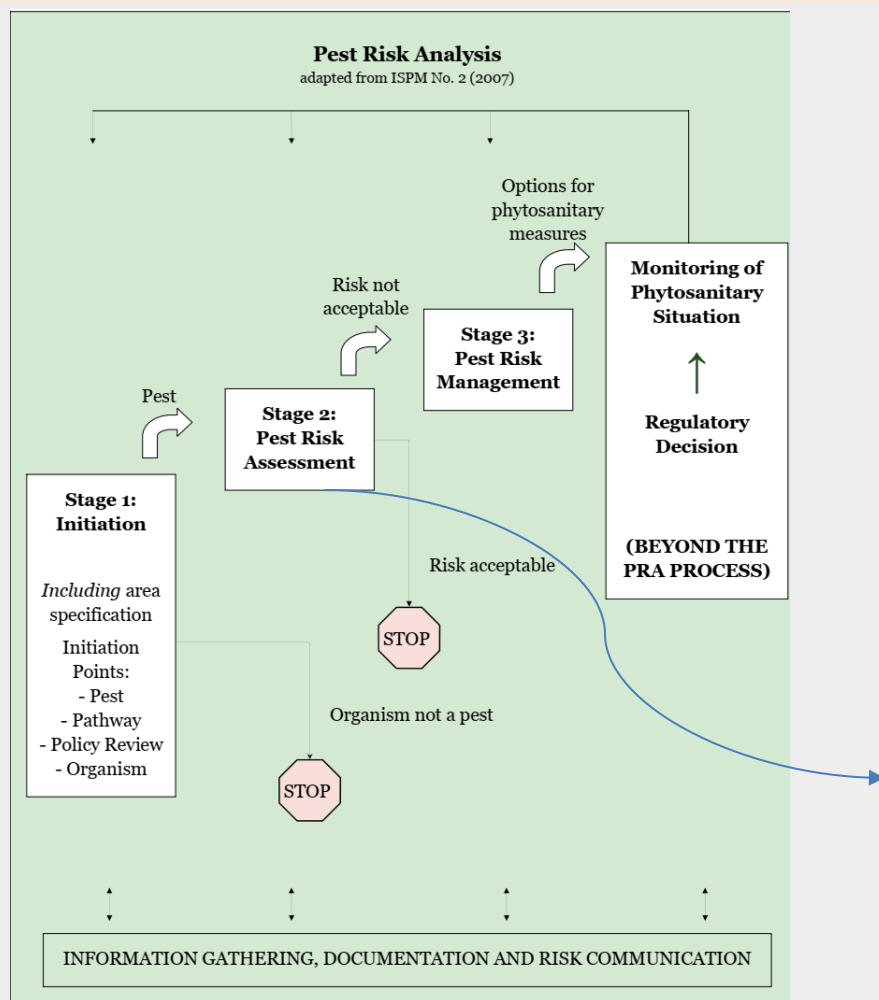 Pest Risk Analysis
adapted from ISPM No. 2 (2007)
Options for
phytosanitary
measures
Monitoring of
Phytosanitary
Situation
Regulatory
Decision
(BEYOND THE
PRA PROCESS)
Risk not
acceptable
Stage 3:
Pest Risk
Management
Pest
Stage 2:
Pest Risk
Assessment
Stage 1:
Initiation
Including area
specification
Initiation
Points:
- Pest
- Pathway
- Policy Review
- Organism
Risk acceptable
STOP
Organism not a pest
STOP
INFORMATION GATHERING, DOCUMENTATION AND RISK COMMUNICATION